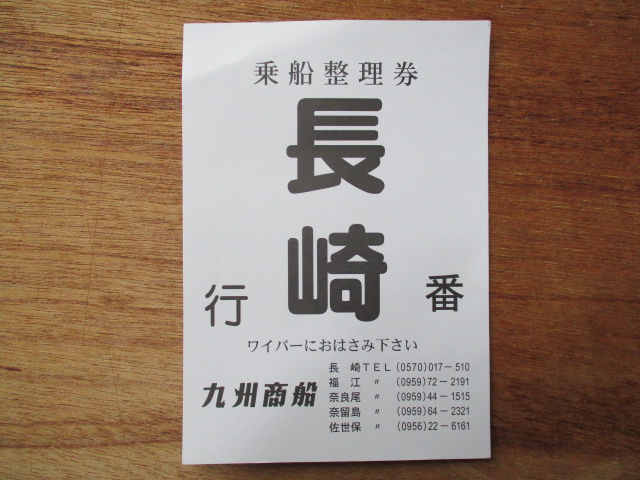 乗船整理券
長崎
行 番
ワイパーにおはさみ下さい
九州商船
長　崎ＴＥＬ(0570)017－510
福　江　〃　(0959)72－2191
奈良尾　〃　(0959)44－1515
奈留島　〃　(0959)64－2321
佐世保　〃　(0956)22－6161